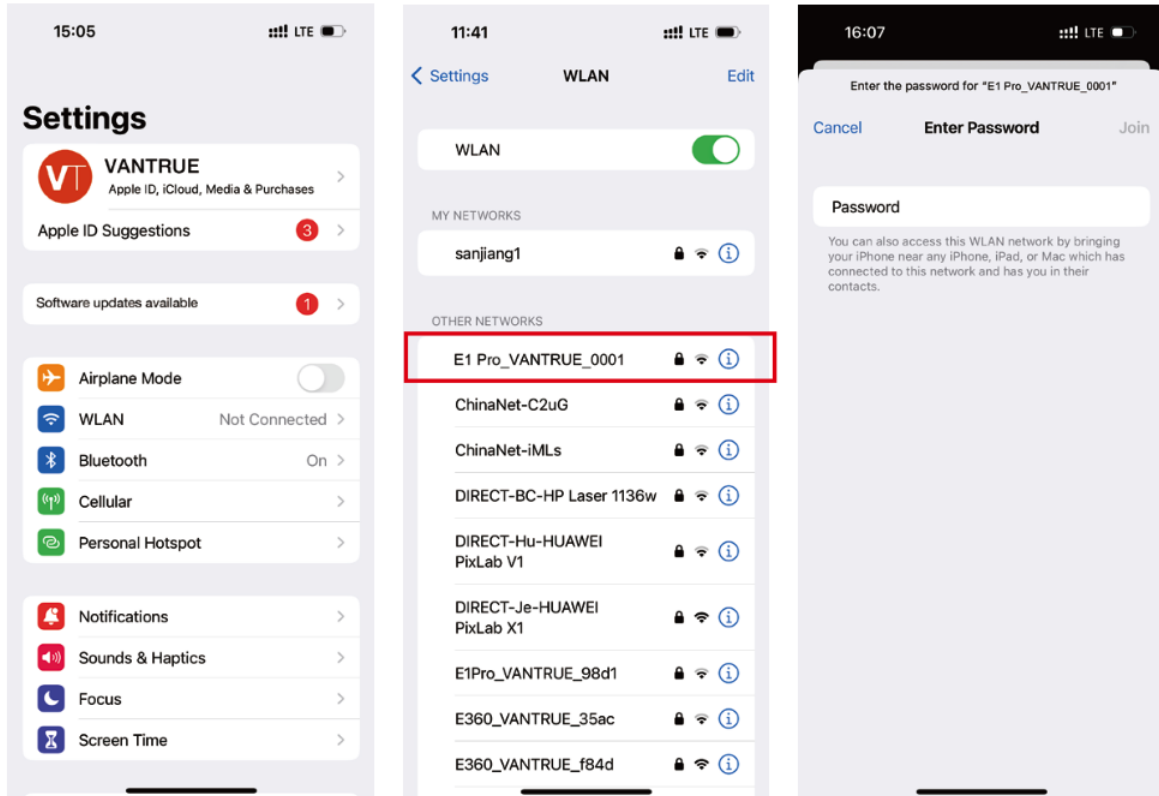 15:05
LTE
Settings
VT
VANTRUE
Apple ID, iCloud, Media & Purchases
Apple ID Suggestions
3
Software updates available
1
Airplane Mode
WLAN
Not Connected
Bluetooth
On
Cellular
Personal Hotspot
Notifications
Sounds & Haptics
Focus
Screen Time
11:41
LTE
Settings
WLAN
Edit
WLAN
MY NETWORKS
sanjiang1
OTHER NETWORKS
E1 Pro_VANTRUE_0001
ChinaNet-C2uG
ChinaNet-iMLs
DIRECT-BC-HP Laser 1136w
DIRECT-Hu-HUAWEI
PixLab V1
DIRECT-Je-HUAWEI
PixLab X1
E1Pro_VANTRUE_98d1
E360_VANTRUE_35ac
E360_VANTRUE_f84d
16:07
LTE
Enter the password for "E1 Pro_VANTRUE_0001"
Cancel
Enter Password
Join
Password
You can also access this WLAN network by bringing
your iPhone near any iPhone, iPad, or Mac which has
connected to this network and has you in their
contacts.